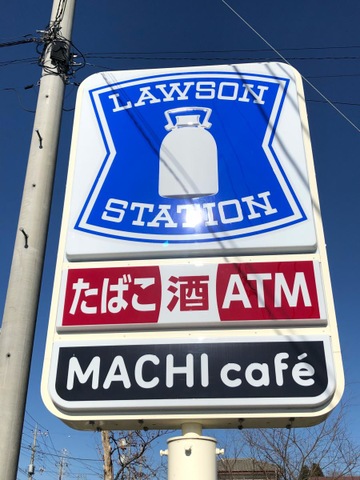 LAWSON
STATION
たばこ 酒 ATM
MACHI café